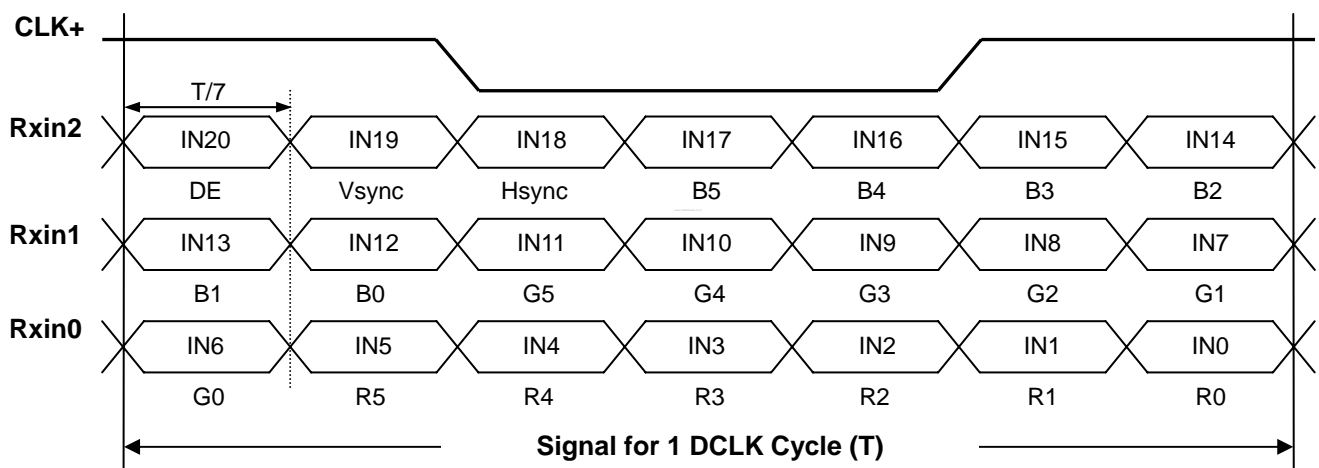 CLK+
T/7
Rxin2
IN20 IN19 IN18 IN17 IN16 IN15 IN14
DE Vsync Hsync B5 B4 B3 B2
Rxin1
IN13 IN12 IN11 IN10 IN9 IN8 IN7
B1 B0 G5 G4 G3 G2 G1
Rxin0
IN6 IN5 IN4 IN3 IN2 IN1 IN0
G0 R5 R4 R3 R2 R1 R0
Signal for 1 DCLK Cycle (T)